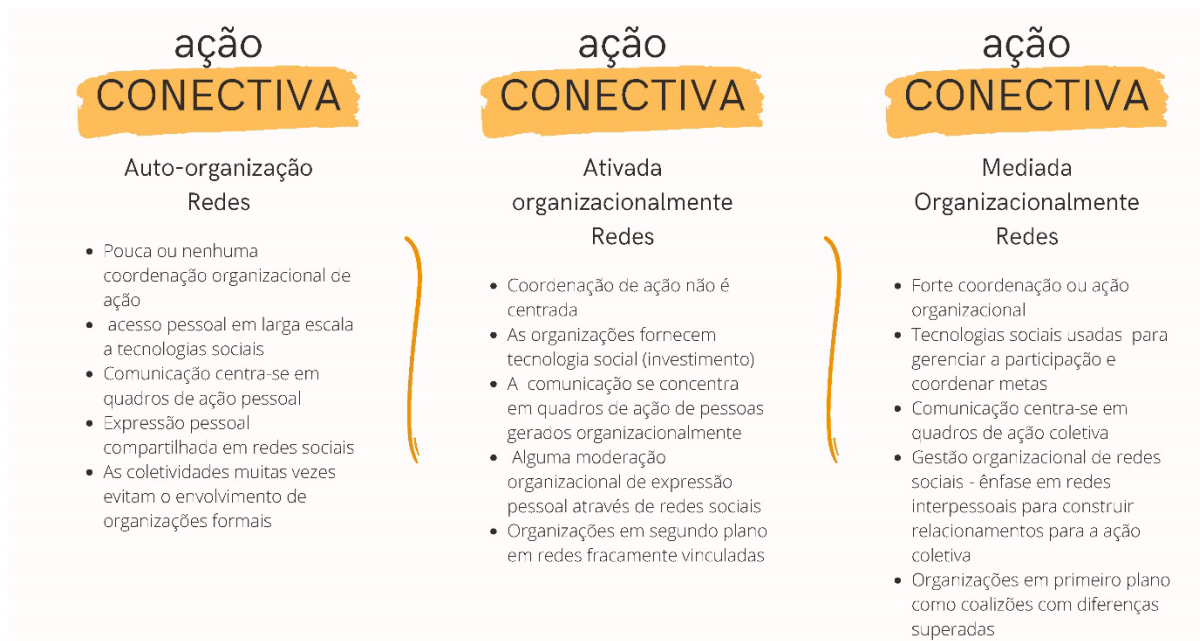 ação
CONECTIVA
Auto-organização
Redes
• Pouca ou nenhuma
coordenação organizacional de
ação
• acesso pessoal em larga escala
a tecnologias sociais
• Comunicação centra-se em
quadros de ação pessoal
• Expressão pessoal
compartilhada em redes sociais
• As coletividades muitas vezes
evitam o envolvimento de
organizações formais
ação
CONECTIVA
Ativada
organizacionalmente
Redes
• Coordenação de ação não é
centrada
• As organizações fornecem
tecnologia social (investimento)
• A comunicação se concentra
em quadros de ação de pessoas
gerados organizacionalmente
• Alguma moderação
organizacional de expressão
pessoal através de redes sociais
• Organizações em segundo plano
em redes fracamente vinculadas
ação
CONECTIVA
Mediada
Organizacionalmente
Redes
• Forte coordenação ou ação
organizacional
• Tecnologias sociais usadas para
gerenciar a participação e
coordenar metas
• Comunicação centra-se em
quadros de ação coletiva
• Gestão organizacional de redes
sociais - ênfase em redes
interpessoais para construir
relacionamentos para a ação
coletiva
• Organizações em primeiro plano
como coalizões com diferenças
superadas